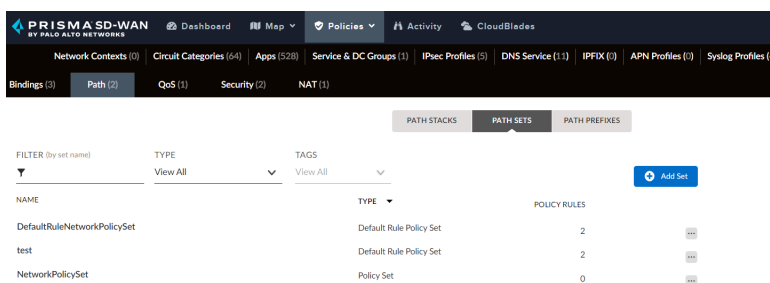 PRISMA SD-WAN Dashboard Map Policies Activity CloudBlades
BY PALO ALTO NETWORKS
Network Contexts (0) Circuit Categories (64) Apps (528) Service & DC Groups (1) IPsec Profiles (5) DNS Service (11) IPFIX (0) APN Profiles (0) Syslog Profiles
Bindings (3) Path (2) QoS (1) Security (2) NAT (1)
PATH STACKS PATH SETS PATH PREFIXES
FILTER (by set name) TYPE TAGS
View All View All Add Set
NAME TYPE POLICY RULES
DefaultRuleNetworkPolicySet Default Rule Policy Set 2 ...
test Default Rule Policy Set 2 ...
NetworkPolicySet Policy Set 0 ...